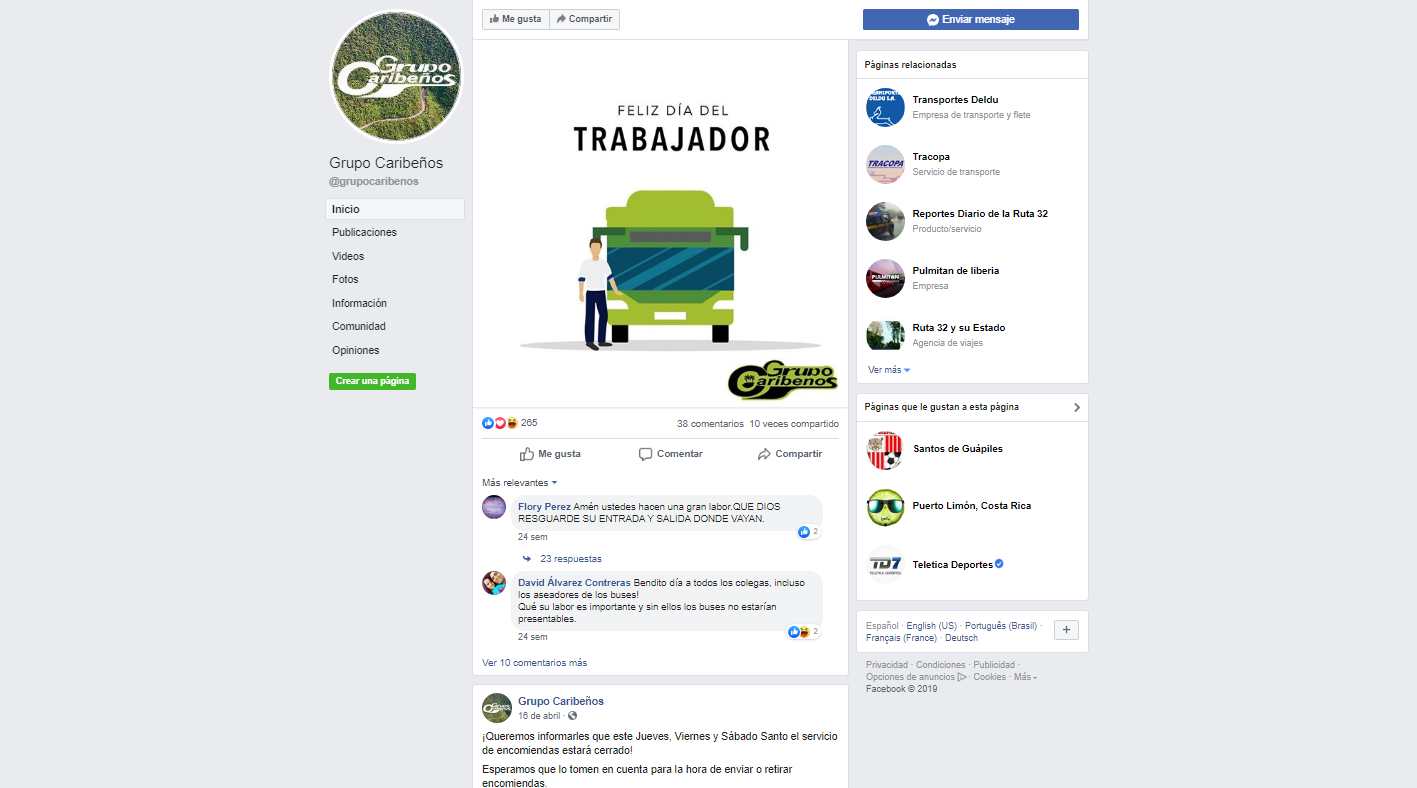 Grupo
Caribeños
Grupo Caribeños
@grupocaribenos
Inicio
Publicaciones
Videos
Fotos
Información
Comunidad
Opiniones
Crear una página
Me gusta
Compartir
Enviar mensaje
FELIZ DÍA DEL
TRABAJADOR
Grupo
Caribeños
265
38 comentarios 10 veces compartido
Me gusta
Comentar
Compartir
Más relevantes
Flory Perez Amén ustedes hacen una gran labor.QUE DIOS
RESGUARDE SU ENTRADA Y SALIDA DONDE VAYAN.
2
24 sem
23 respuestas
David Álvarez Contreras Bendito día a todos los colegas, incluso
los aseadores de los buses!
Qué su labor es importante y sin ellos los buses no estarían
presentables.
2
24 sem
Ver 10 comentarios más
Grupo Caribeños
16 de abril ·
¡Queremos informarles que este Jueves, Viernes y Sábado Santo el servicio
de encomiendas estará cerrado!
Esperamos que lo tomen en cuenta para la hora de enviar o retirar
encomiendas.
Páginas relacionadas
TRANSPORTES
DELDU S.A.
Transportes Deldu
Empresa de transporte y flete
TRACOPA
Tracopa
Servicio de transporte
Reportes Diario de la Ruta 32
Producto/servicio
PULMITAN
Pulmitan de liberia
Empresa
Ruta 32 y su Estado
Agencia de viajes
Ver más
Páginas que le gustan a esta página
Santos de Guápiles
Puerto Limón, Costa Rica
TD7
TELETICA DEPORTES
Teletica Deportes
Español · English (US) · Português (Brasil) ·
Français (France) · Deutsch
Privacidad · Condiciones · Publicidad ·
Opciones de anuncios · Cookies · Más
Facebook © 2019